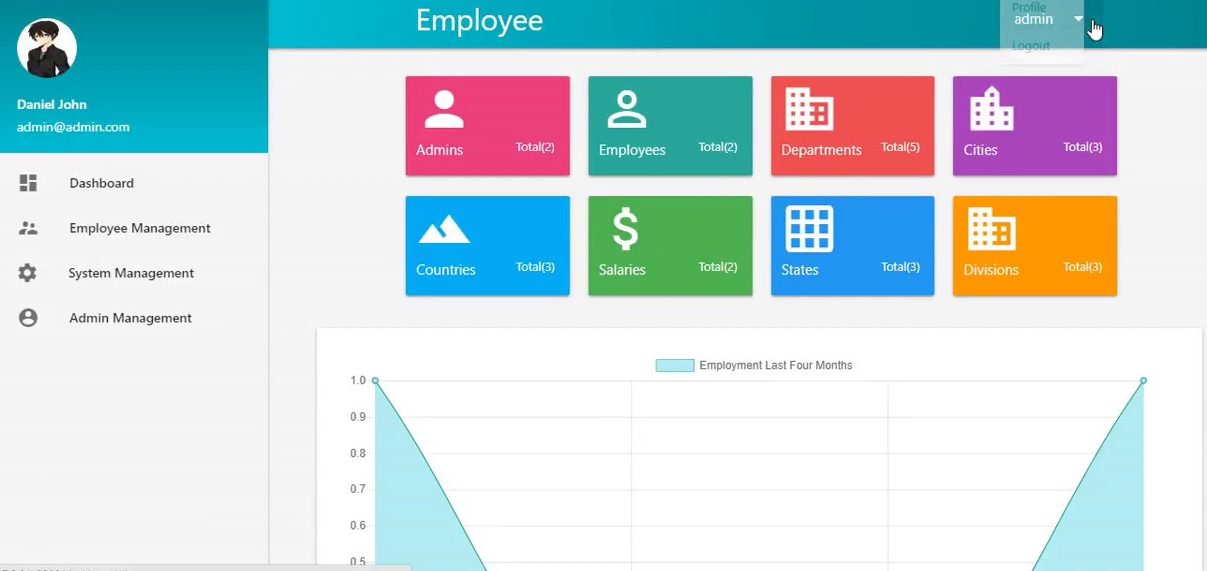 Employee
Profile
admin
Logout
Daniel John
admin@admin.com
Dashboard
Employee Management
System Management
Admin Management
Admins Total(2)
Employees Total(2)
Departments Total(5)
Cities Total(3)
Countries Total(3)
Salaries Total(2)
States Total(3)
Divisions Total(3)
Employment Last Four Months
1.0
0.9
0.8
0.7
0.6
0.5